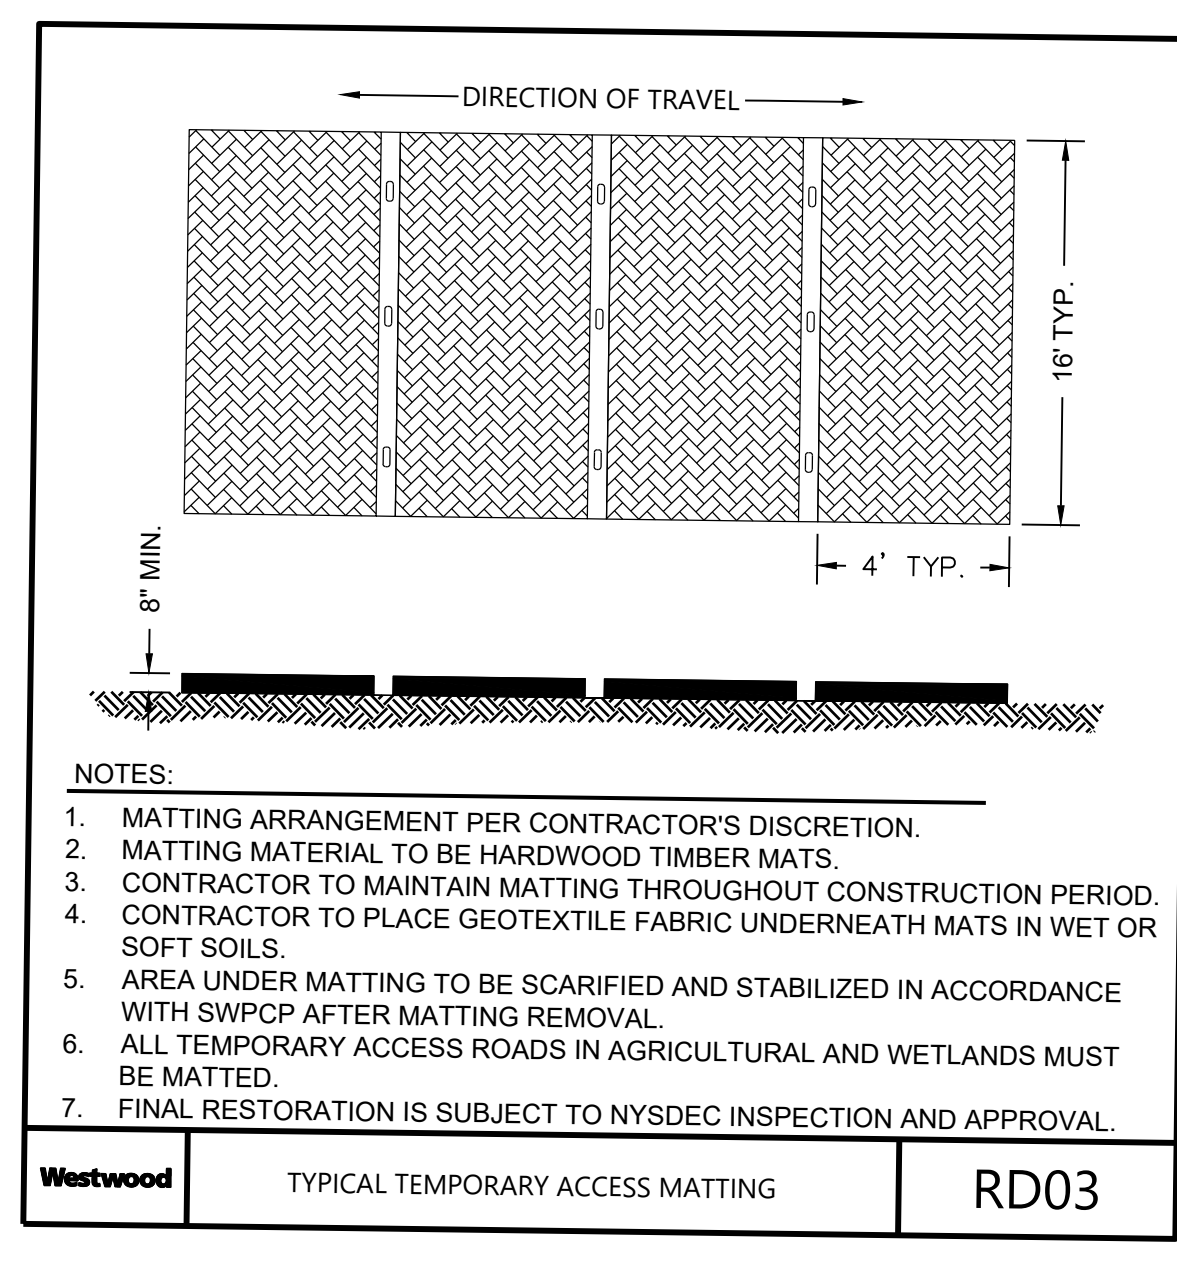 DIRECTION OF TRAVEL
16' TYP.
4' TYP.
8" MIN.
NOTES:
1. MATTING ARRANGEMENT PER CONTRACTOR'S DISCRETION.
2. MATTING MATERIAL TO BE HARDWOOD TIMBER MATS.
3. CONTRACTOR TO MAINTAIN MATTING THROUGHOUT CONSTRUCTION PERIOD.
4. CONTRACTOR TO PLACE GEOTEXTILE FABRIC UNDERNEATH MATS IN WET OR
SOFT SOILS.
5. AREA UNDER MATTING TO BE SCARIFIED AND STABILIZED IN ACCORDANCE
WITH SWPCP AFTER MATTING REMOVAL.
6. ALL TEMPORARY ACCESS ROADS IN AGRICULTURAL AND WETLANDS MUST
BE MATTED.
7. FINAL RESTORATION IS SUBJECT TO NYSDEC INSPECTION AND APPROVAL.
Westwood
TYPICAL TEMPORARY ACCESS MATTING
RD03